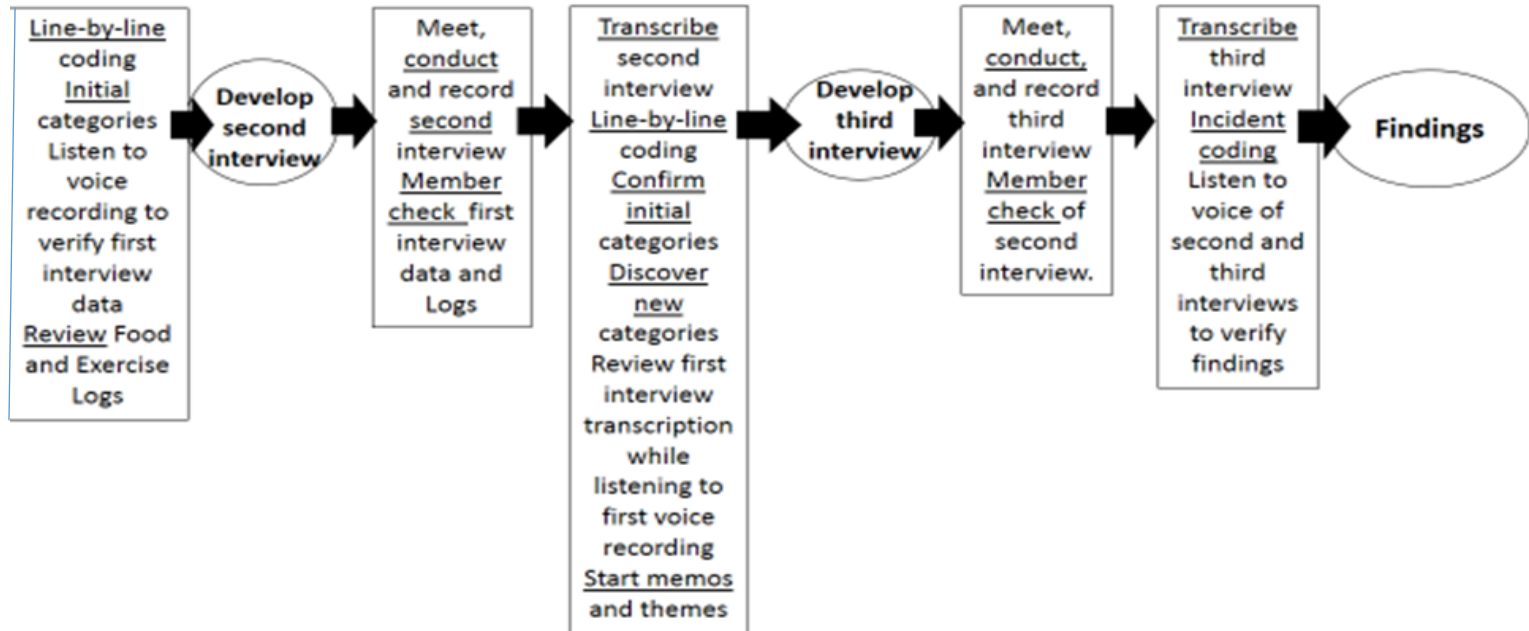 Line-by-line
coding
Initial
categories
Listen to
voice
recording to
verify first
interview
data
Review Food
and Exercise
Logs
Develop
second
interview
Meet,
conduct
and record
second
interview
Member
check first
interview
data and
Logs
Transcribe
second
interview
Line-by-line
coding
Confirm
initial
categories
Discover
new
categories
Review first
interview
transcription
while
listening to
first voice
recording
Start memos
and themes
Develop
third
interview
Meet,
conduct,
and record
third
interview
Member
check of
second
interview.
Transcribe
third
interview
Incident
coding
Listen to
voice of
second and
third
interviews
to verify
findings
Findings